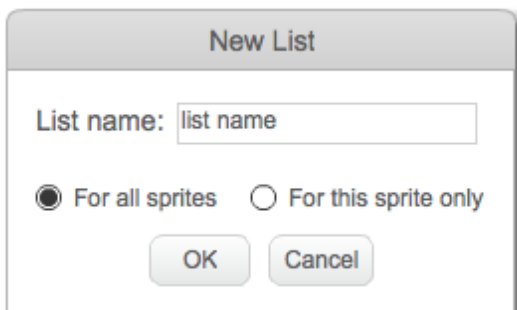 New List
List name: list name
For all sprites For this sprite only
OK Cancel